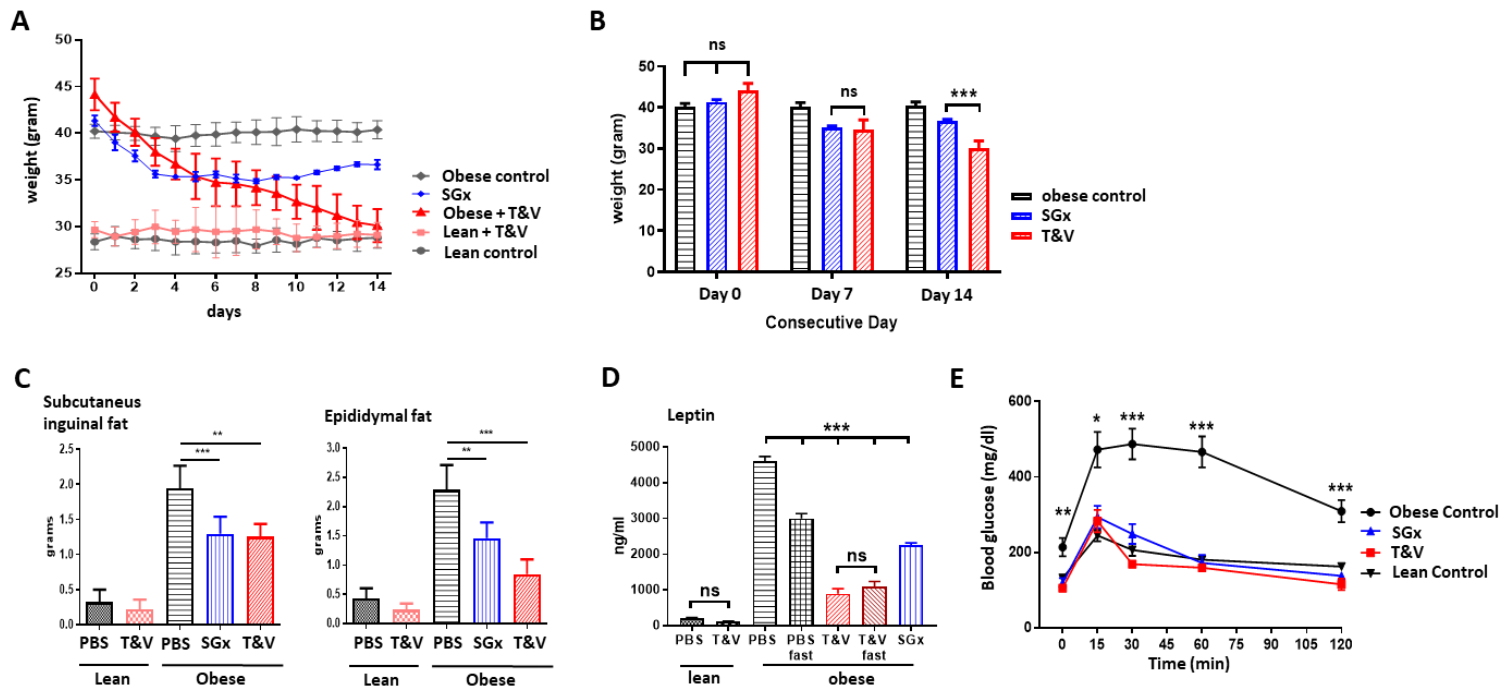 A
50
45
40
35
30
25
weight (gram)
0 2 4 6 8 10 12 14
days
Obese control
SGx
Obese + T&V
Lean + T&V
Lean control
B
ns
ns
***
50
40
30
20
10
0
weight (gram)
Day 0 Day 7 Day 14
Consecutive Day
obese control
SGx
T&V
C
Subcutaneus
inguinal fat
**
***
2.5
2.0
1.5
1.0
0.5
0.0
grams
PBS T&V PBS SGx T&V
Lean Obese
Epididymal fat
***
**
3.0
2.5
2.0
1.5
1.0
0.5
0.0
grams
PBS T&V PBS SGx T&V
Lean Obese
D
Leptin
***
ns
ns
5000
4000
3000
2000
1000
0
ng/ml
PBS T&V PBS PBS T&V T&V SGx
fast fast
lean obese
E
600
400
200
0
Blood glucose (mg/dl)
** * *** *** ***
0 15 30 45 60 75 90 105 120
Time (min)
Obese Control
SGx
T&V
Lean Control